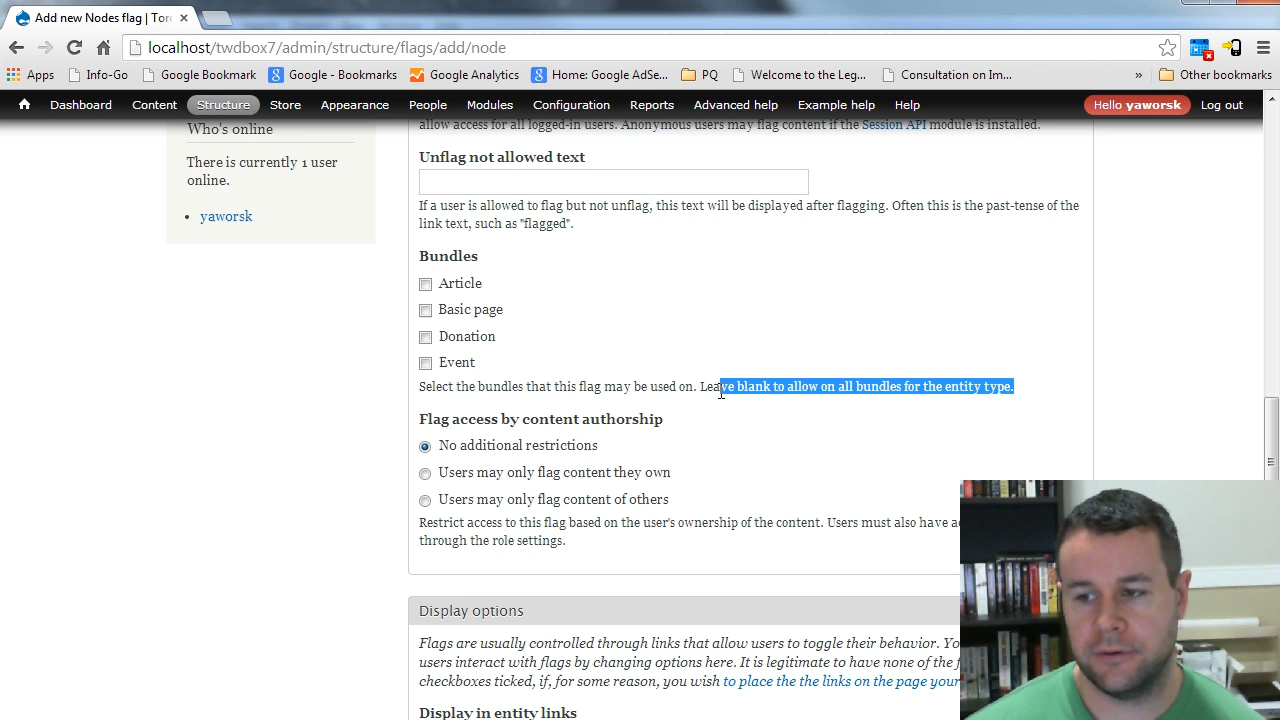 Add new Nodes flag | Toro
localhost/twdbox7/admin/structure/flags/add/node
Apps Info-Go Google Bookmark Google - Bookmarks Google Analytics Home: Google AdSe... PC Welcome to the Leg... Consultation on Im... » Other bookmarks
Dashboard Content Structure Store Appearance People Modules Configuration Reports Advanced help Example help Help Hello yaworsk Log out
Who's online
There is currently 1 user
online.
yaworsk
allow access for all logged-in users. Anonymous users may flag content if the Session API module is installed.
Unflag not allowed text
If a user is allowed to flag but not unflag, this text will be displayed after flagging. Often this is the past-tense of the
link text, such as "flagged".
Bundles
Article
Basic page
Donation
Event
Select the bundles that this flag may be used on. Leave blank to allow on all bundles for the entity type.
Flag access by content authorship
No additional restrictions
Users may only flag content they own
Users may only flag content of others
Restrict access to this flag based on the user's ownership of the content. Users must also have
through the role settings.
Display options
Flags are usually controlled through links that allow users to toggle their behavior.
users interact with flags by changing options here. It is legitimate to have none of the
checkboxes ticked, if, for some reason, you wish to place the the links on the page your
Display in entity links